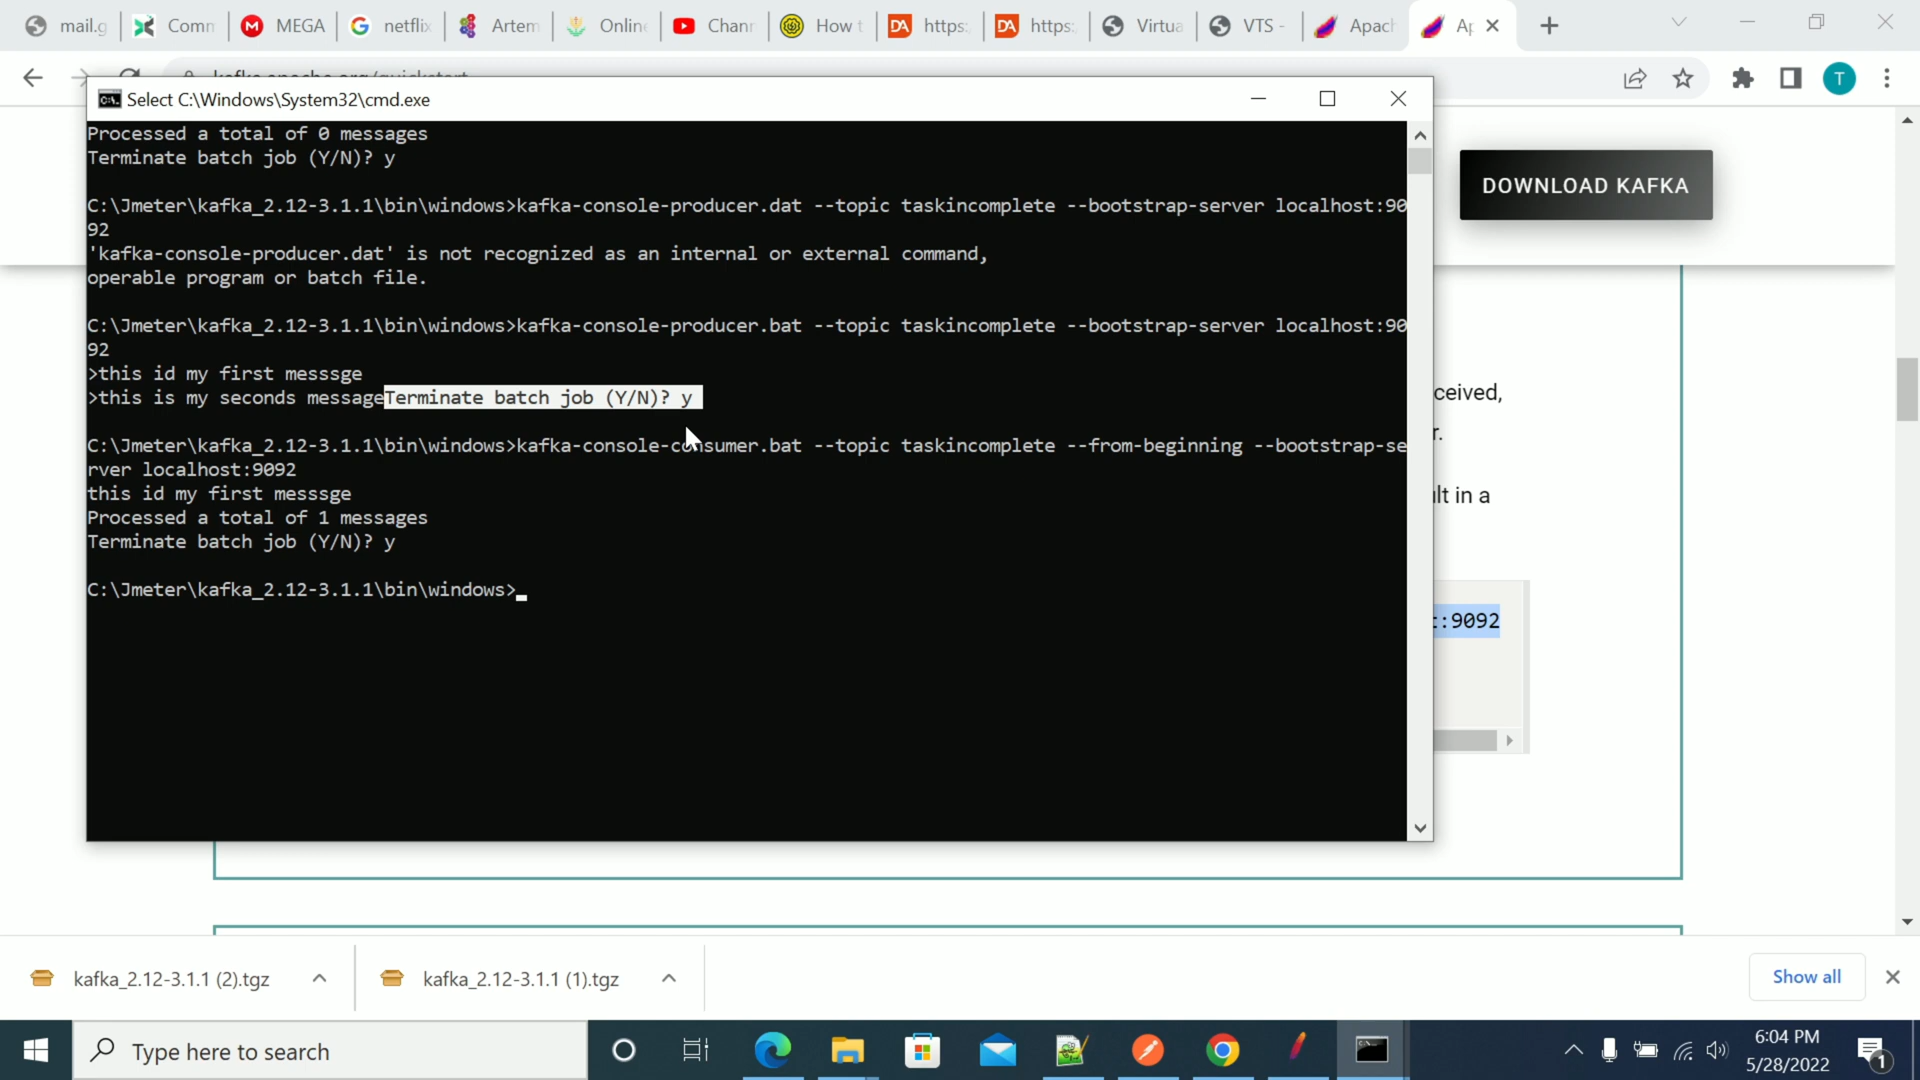 mail.g
Comm
MEGA
netflix
Artem
Online
Chann
How t
https:
https:
Virtua
VTS -
Apach
Ap
Select C:\Windows\System32\cmd.exe
Processed a total of 0 messages
Terminate batch job (Y/N)? y
C:\Jmeter\kafka_2.12-3.1.1\bin\windows>kafka-console-producer.dat --topic taskincomplete --bootstrap-server localhost:90
92
'kafka-console-producer.dat' is not recognized as an internal or external command,
operable program or batch file.
C:\Jmeter\kafka_2.12-3.1.1\bin\windows>kafka-console-producer.bat --topic taskincomplete --bootstrap-server localhost:90
92
>this id my first messsge
>this is my seconds messageTerminate batch job (Y/N)? y
C:\Jmeter\kafka_2.12-3.1.1\bin\windows>kafka-console-consumer.bat --topic taskincomplete --from-beginning --bootstrap-se
rver localhost:9092
this id my first messsge
Processed a total of 1 messages
Terminate batch job (Y/N)? y
C:\Jmeter\kafka_2.12-3.1.1\bin\windows>
T
DOWNLOAD KAFKA
ceived,
r.
ult in a
t:9092
kafka_2.12-3.1.1 (2).tgz
kafka_2.12-3.1.1 (1).tgz
Show all
Type here to search
6:04 PM
5/28/2022
1